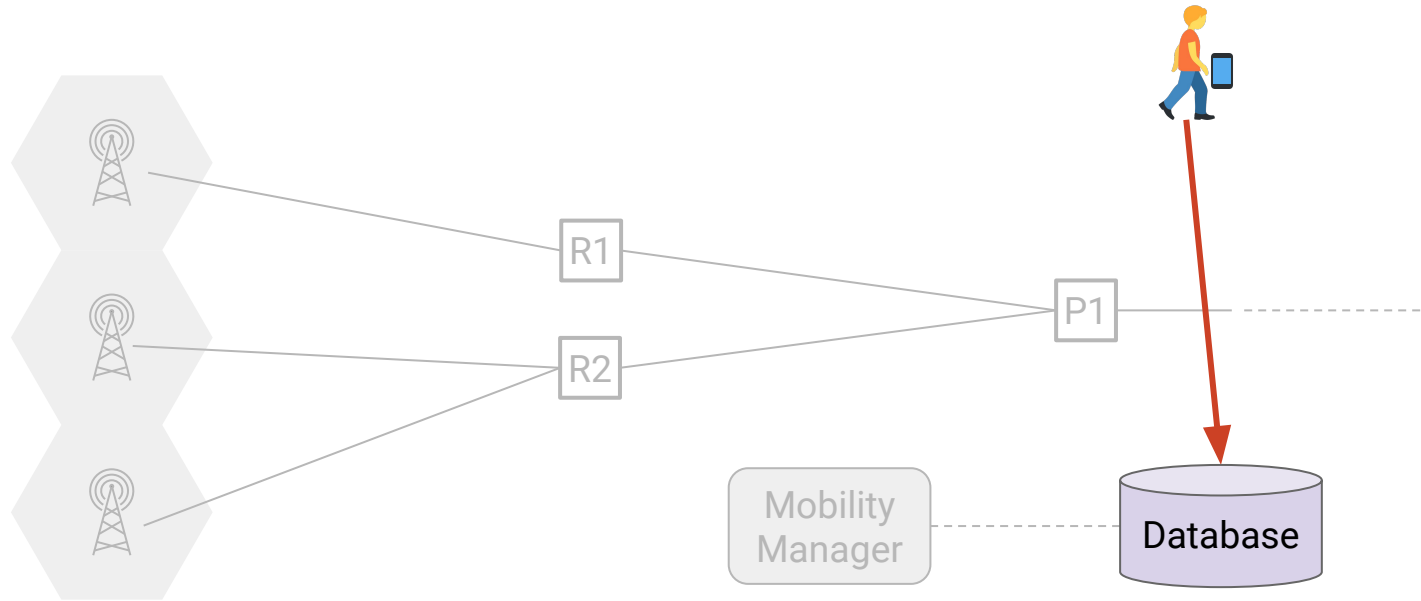 R1
P1
R2
Mobility
Manager
Database